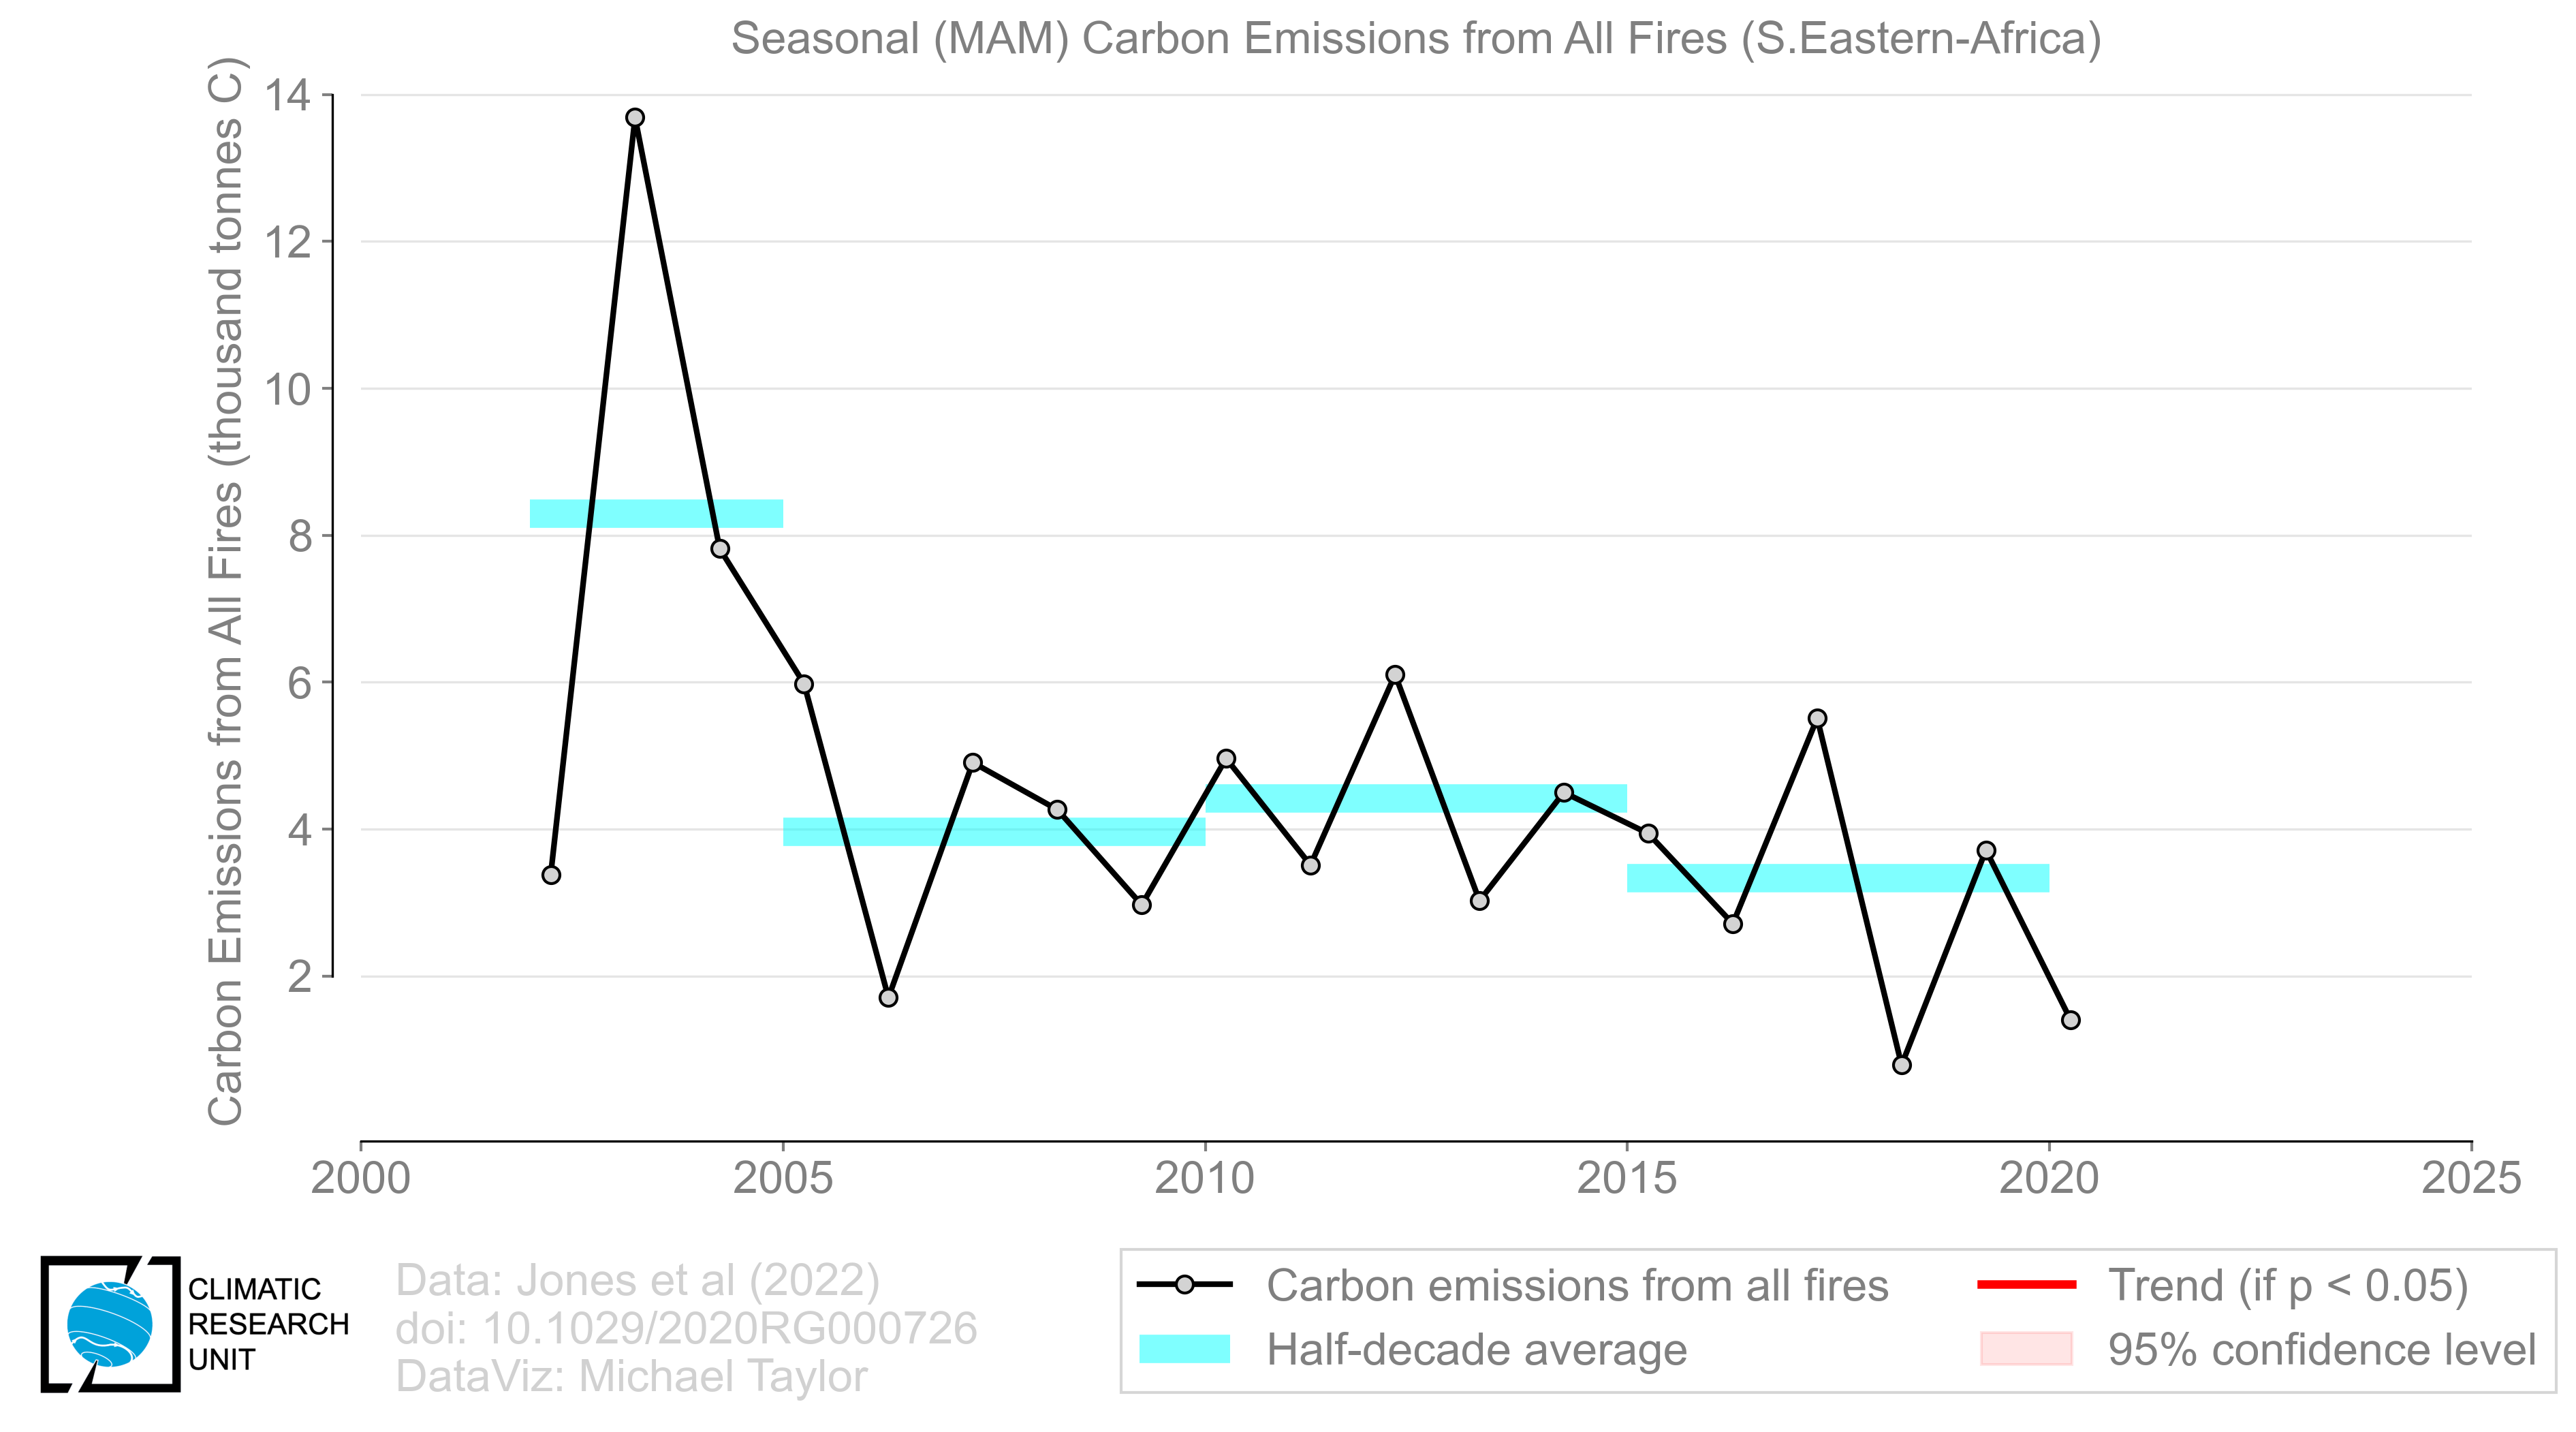 Seasonal (MAM) Carbon Emissions from All Fires (S.Eastern-Africa)
Carbon Emissions from All Fires (thousand tonnes C)
14
12
10
8
6
4
2
2000 2005 2010 2015 2020 2025
CLIMATIC
RESEARCH
UNIT
Data: Jones et al (2022)
doi: 10.1029/2020RG000726
DataViz: Michael Taylor
Carbon emissions from all fires
Half-decade average
Trend (if p < 0.05)
95% confidence level